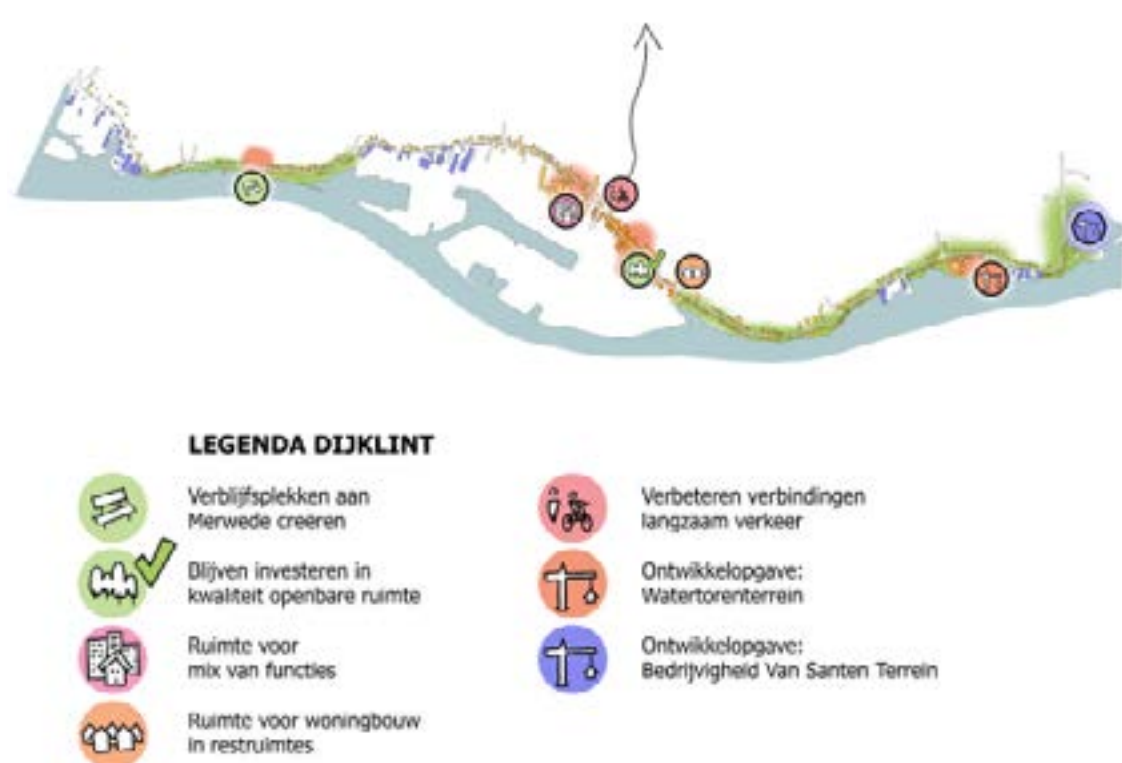 LEGENDA DIJKLINT
Verblijfsplekken aan
Merwede creëren
Blijven investeren in
kwaliteit openbare ruimte
Ruimte voor
mix van functies
Ruimte voor woningbouw
in restruimtes
Verbeteren verbindingen
langzaam verkeer
Ontwikkelopgave:
Watertorenterrein
Ontwikkelopgave:
Bedrijvigheid Van Santen Terrein